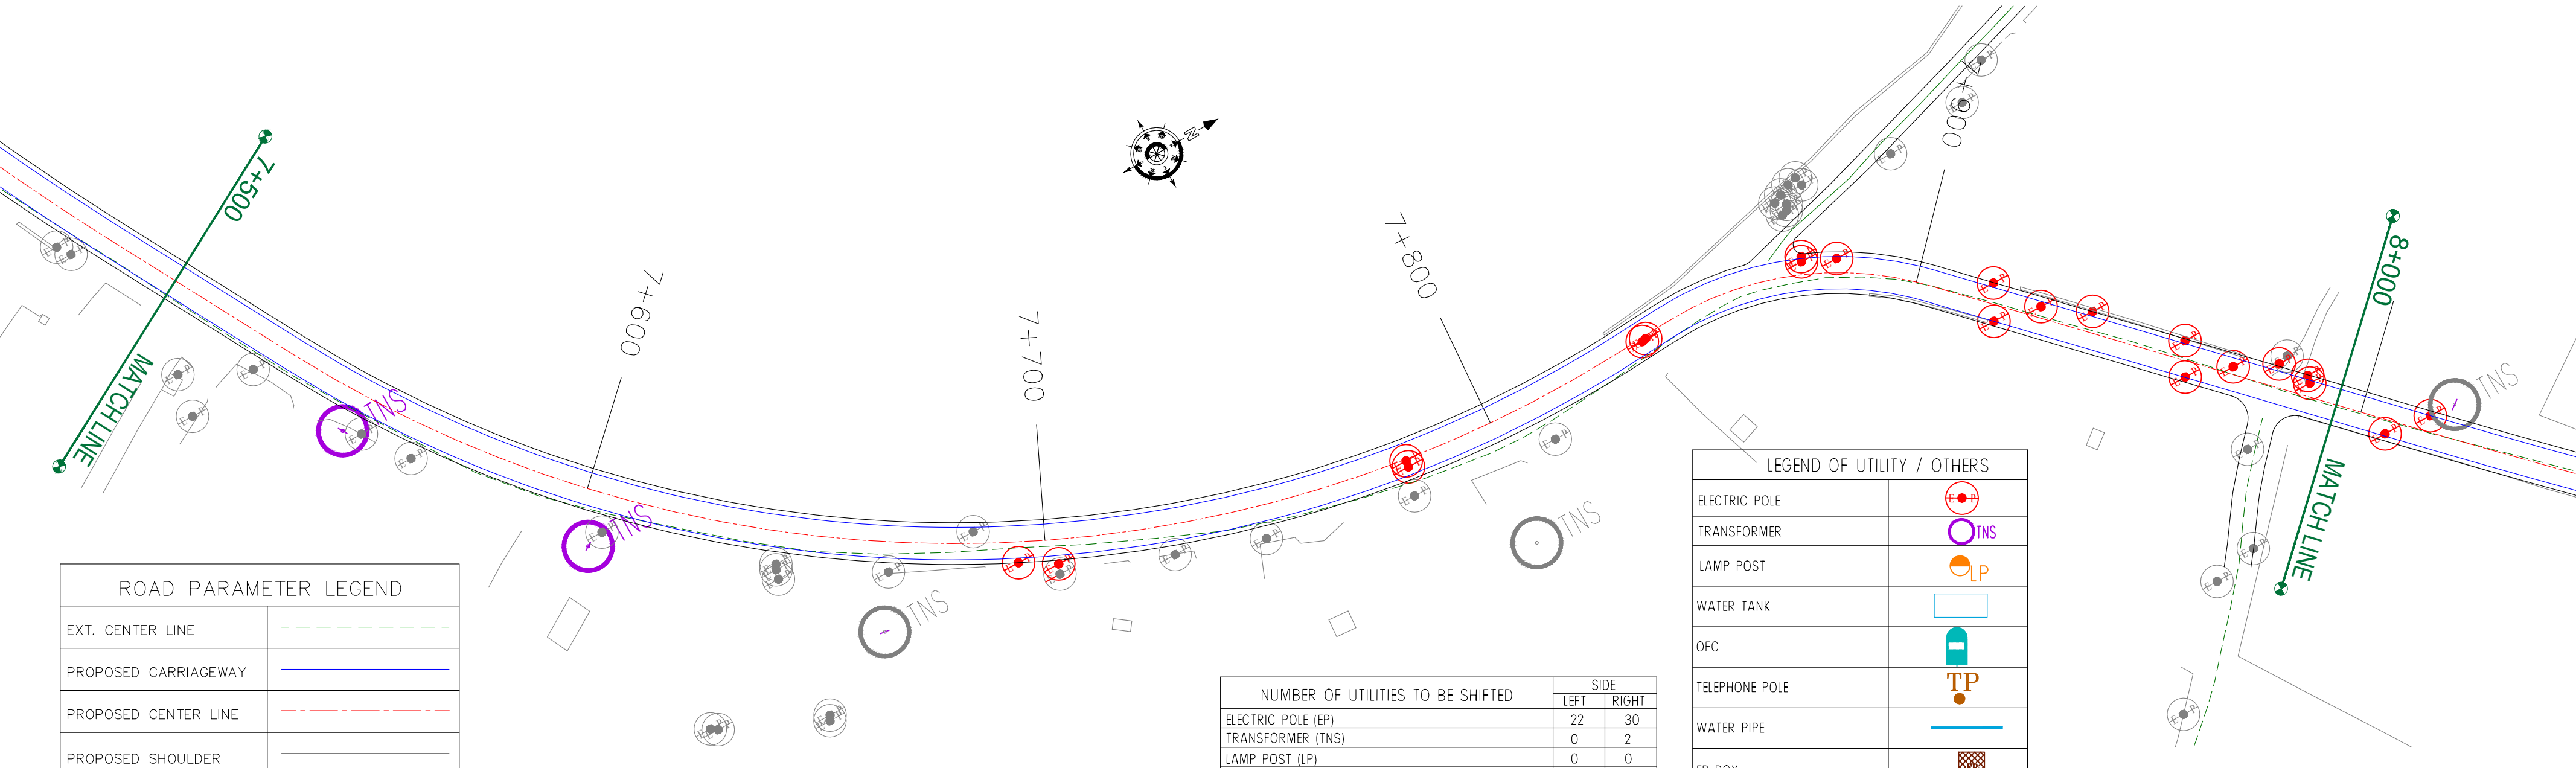 7+500
MATCH LINE
TNS
7+600
TNS
TNS
7+700
N
7+800
TNS
7+900
8+000
MATCH LINE
TNS
E P
ROAD PARAMETER LEGEND
EXT. CENTER LINE
PROPOSED CARRIAGEWAY
PROPOSED CENTER LINE
PROPOSED SHOULDER
NUMBER OF UTILITIES TO BE SHIFTED SIDE
LEFT RIGHT
ELECTRIC POLE (EP) 22 30
TRANSFORMER (TNS) 0 2
LAMP POST (LP) 0 0
LEGEND OF UTILITY / OTHERS
ELECTRIC POLE E P
TRANSFORMER TNS
LAMP POST LP
WATER TANK
OFC
TELEPHONE POLE TP
WATER PIPE